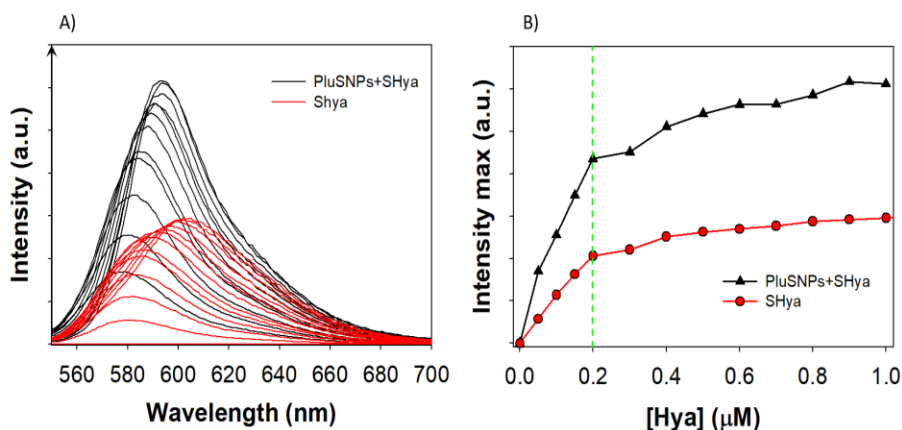 A)
Intensity (a.u.)
PluSNPs+SHya
Shya
560 580 600 620 640 660 680 700
Wavelength (nm)
B)
Intensity max (a.u.)
PluSNPs+SHya
SHya
0.0 0.2 0.4 0.6 0.8 1.0
[Hya] (μM)